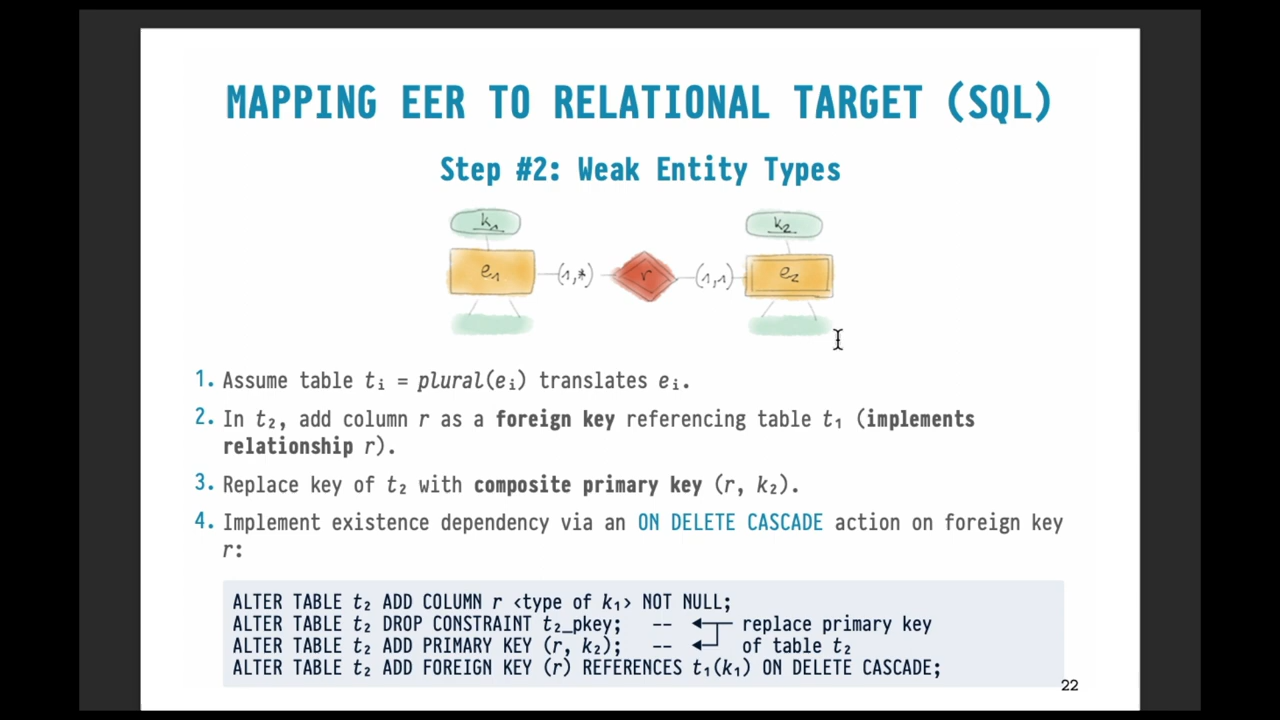 MAPPING EER TO RELATIONAL TARGET (SQL)
Step #2: Weak Entity Types
k₁ k₂
e₁ (1,*) r (1,1) e₂
1. Assume table tᵢ = plural(eᵢ) translates eᵢ.
2. In t₂, add column r as a foreign key referencing table t₁ (implements
relationship r).
3. Replace key of t₂ with composite primary key (r, k₂).
4. Implement existence dependency via an ON DELETE CASCADE action on foreign key
r:
ALTER TABLE t₂ ADD COLUMN r <type of k₁> NOT NULL;
ALTER TABLE t₂ DROP CONSTRAINT t₂_pkey; -- replace primary key
ALTER TABLE t₂ ADD PRIMARY KEY (r, k₂); -- of table t₂
ALTER TABLE t₂ ADD FOREIGN KEY (r) REFERENCES t₁(k₁) ON DELETE CASCADE;
22